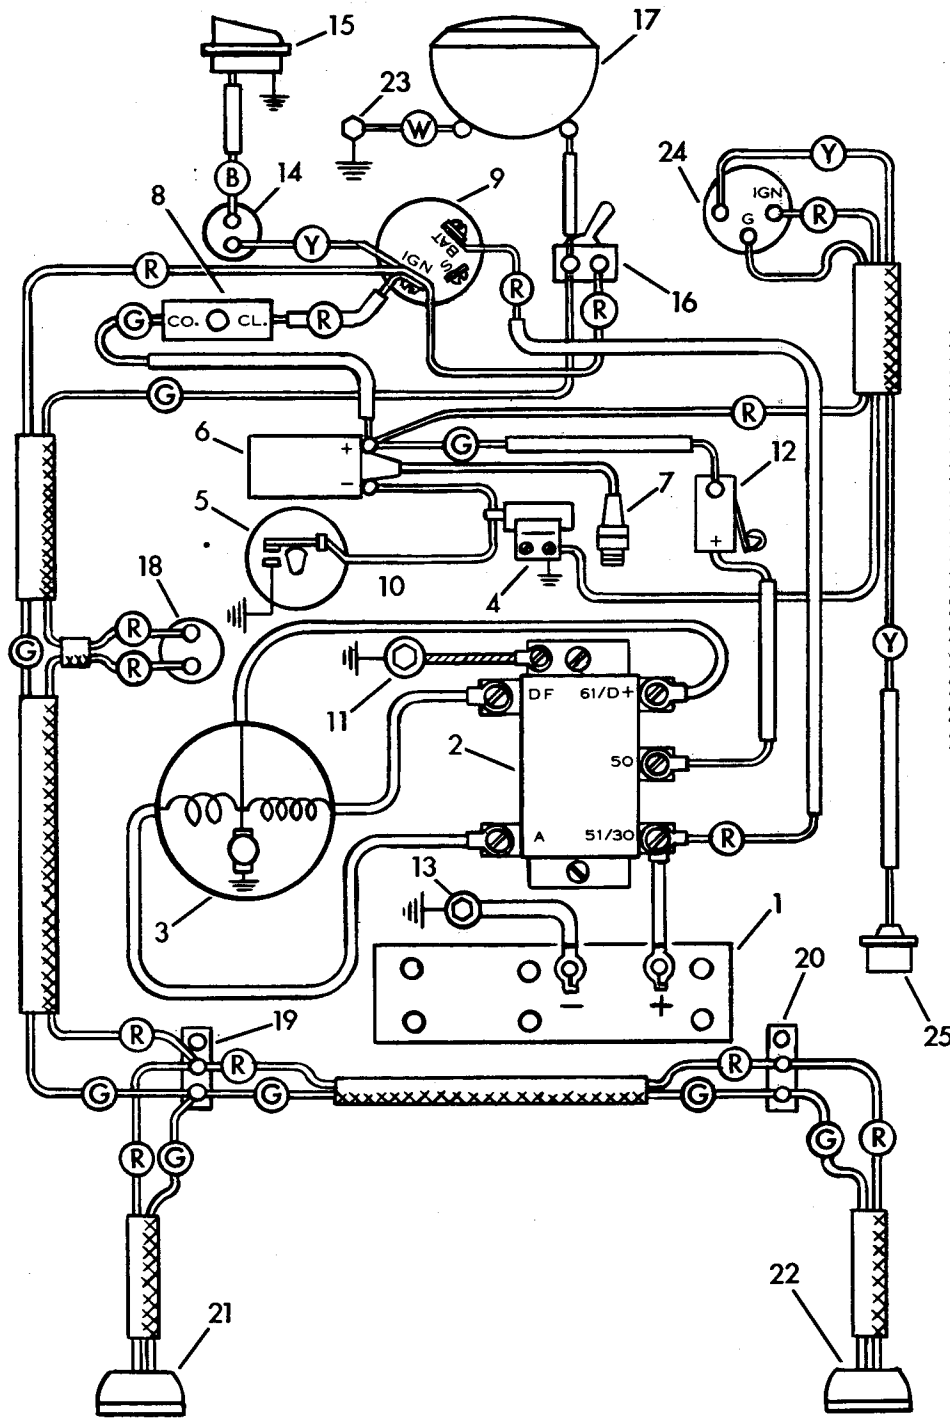 15
17
23
W
24
Y
IGN
R
G
B
14
9
8
Y
BAT
S
IGN
R
R
16
R
G
CO. CL.
R
G
R
6
+
G
12
−
7
5
+
18
10
4
R
G
R
Y
11
DF 61/D+
2
50
A 51/30
R
13
3
1
− +
20
25
19
R
R
R
G
G
G
R
G
G
R
22
21